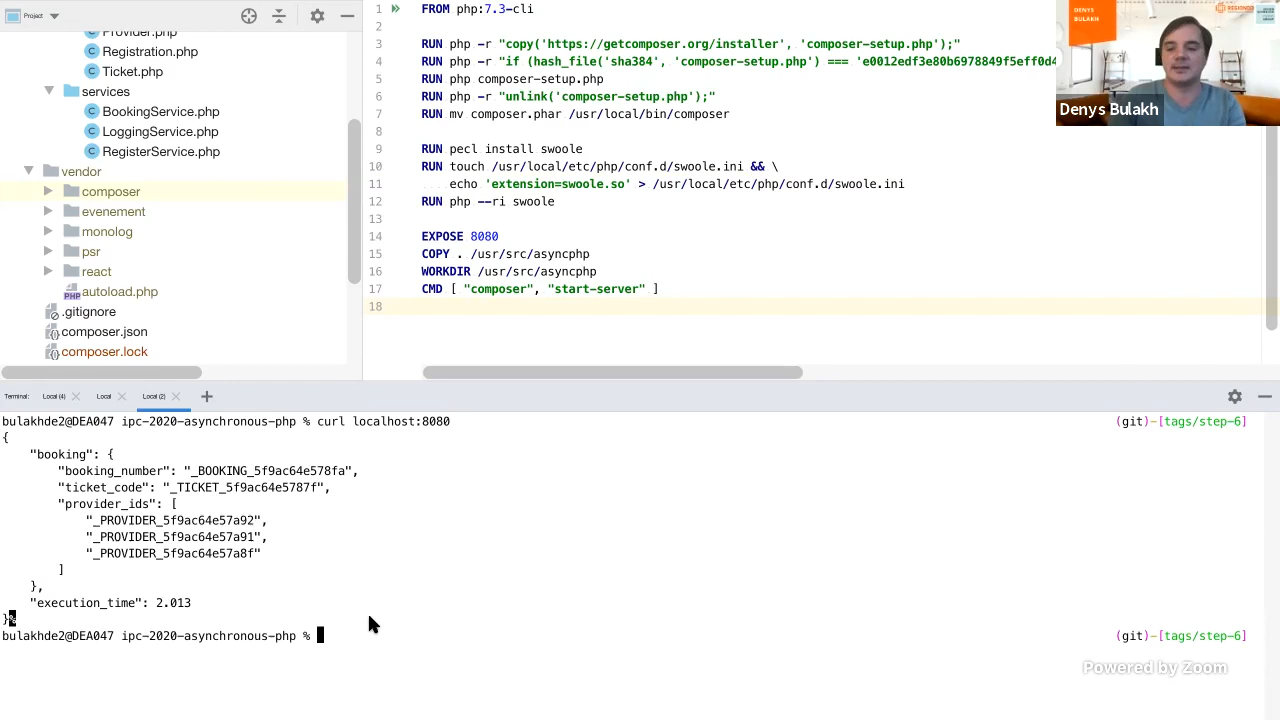 Project
Provider.php
Registration.php
Ticket.php
services
BookingService.php
LoggingService.php
RegisterService.php
vendor
composer
evenement
monolog
psr
react
autoload.php
.gitignore
composer.json
composer.lock
1 FROM php:7.3-cli
2
3 RUN php -r "copy('https://getcomposer.org/installer', 'composer-setup.php');"
4 RUN php -r "if (hash_file('sha384', 'composer-setup.php') === 'e0012edf3e80b6978849f5eff0d4
5 RUN php composer-setup.php
6 RUN php -r "unlink('composer-setup.php');"
7 RUN mv composer.phar /usr/local/bin/composer
8
9 RUN pecl install swoole
10 RUN touch /usr/local/etc/php/conf.d/swoole.ini && \
11 echo 'extension=swoole.so' > /usr/local/etc/php/conf.d/swoole.ini
12 RUN php --ri swoole
13
14 EXPOSE 8080
15 COPY . /usr/src/asyncphp
16 WORKDIR /usr/src/asyncphp
17 CMD [ "composer", "start-server" ]
18
DENYS
BULAKH
Denys Bulakh
Terminal: Local (4) Local Local (2)
bulakhde2@DEA047 ipc-2020-asynchronous-php % curl localhost:8080 (git)-[tags/step-6]
{
"booking": {
"booking_number": "_BOOKING_5f9ac64e578fa",
"ticket_code": "_TICKET_5f9ac64e5787f",
"provider_ids": [
"_PROVIDER_5f9ac64e57a92",
"_PROVIDER_5f9ac64e57a91",
"_PROVIDER_5f9ac64e57a8f"
]
},
"execution_time": 2.013
}%
bulakhde2@DEA047 ipc-2020-asynchronous-php % (git)-[tags/step-6]
Powered by Zoom